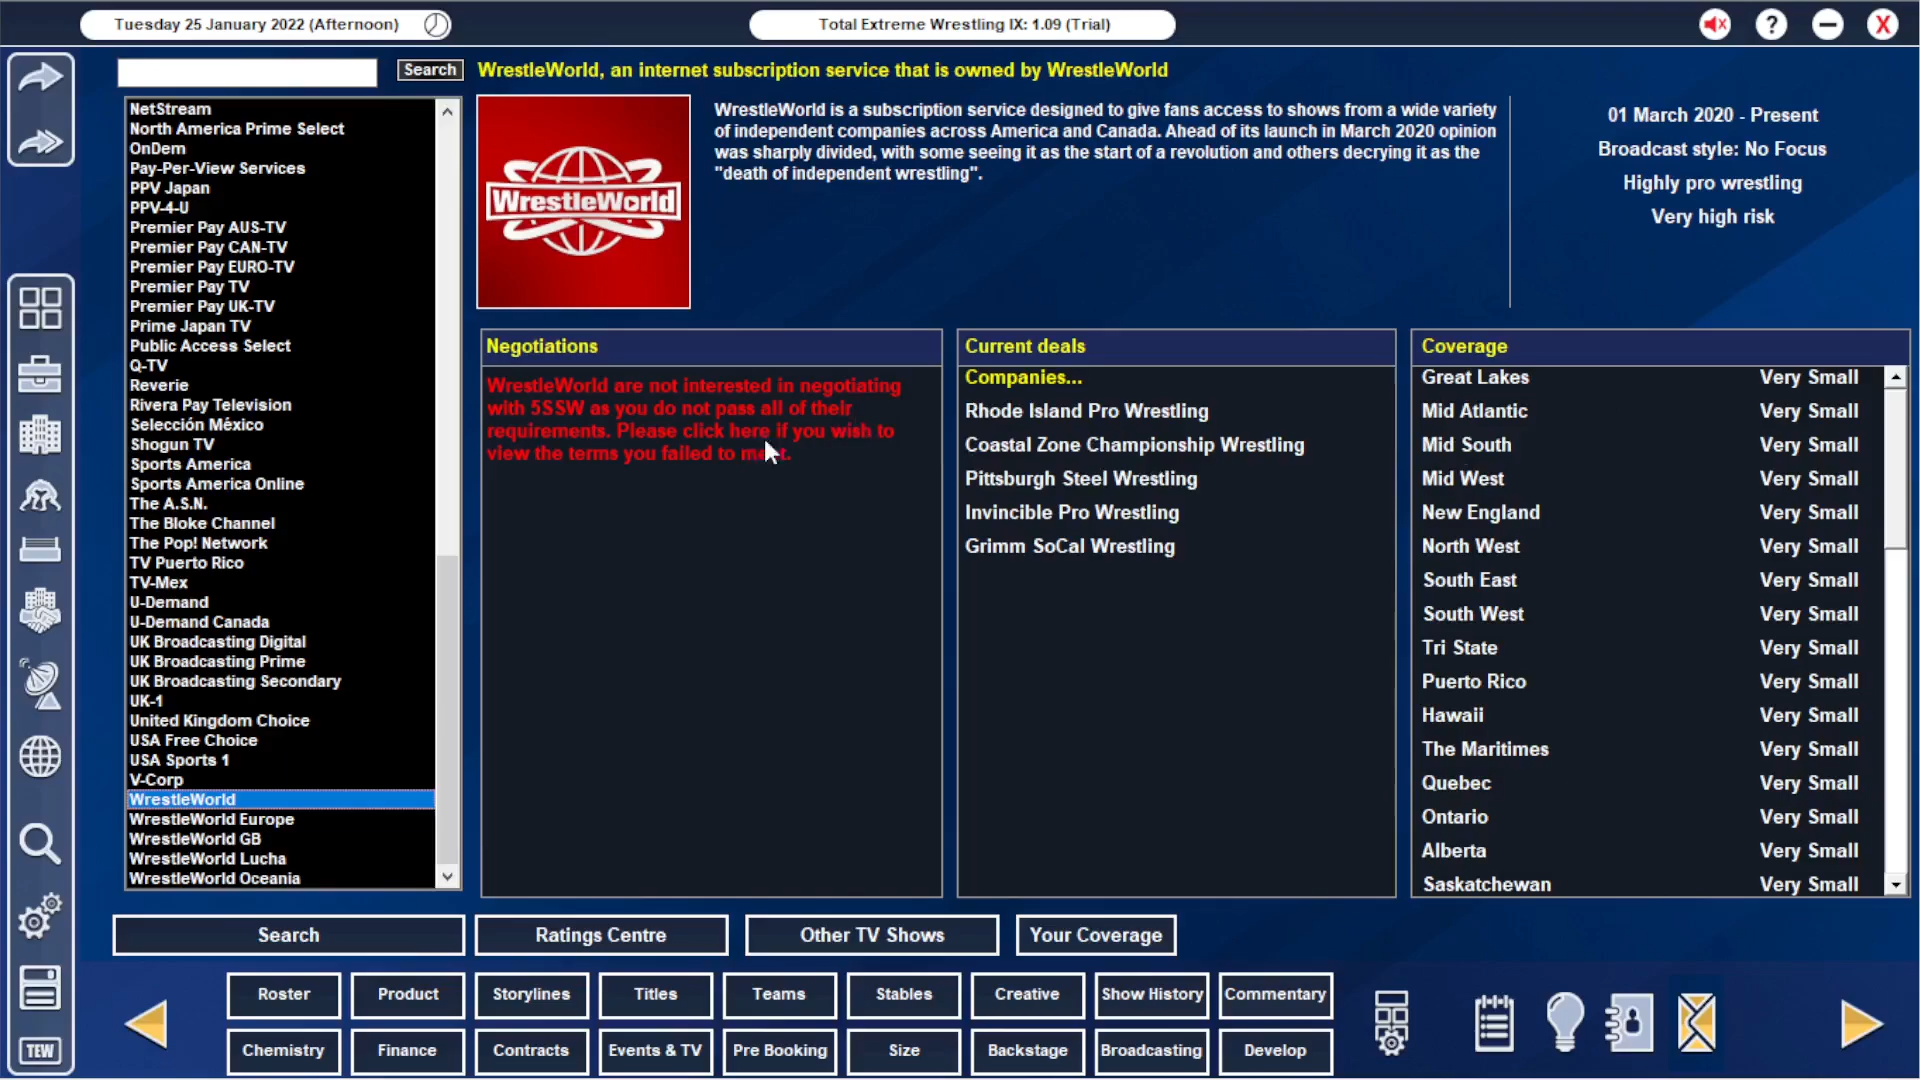 Tuesday 25 January 2022 (Afternoon)
Total Extreme Wrestling IX: 1.09 (Trial)
?
X
Search
WrestleWorld, an internet subscription service that is owned by WrestleWorld
NetStream
North America Prime Select
OnDem
Pay-Per-View Services
PPV Japan
PPV-4-U
Premier Pay AUS-TV
Premier Pay CAN-TV
Premier Pay EURO-TV
Premier Pay TV
Premier Pay UK-TV
Prime Japan TV
Public Access Select
Q-TV
Reverie
Rivera Pay Television
Selección México
Shogun TV
Sports America
Sports America Online
The A.S.N.
The Bloke Channel
The Pop! Network
TV Puerto Rico
TV-Mex
U-Demand
U-Demand Canada
UK Broadcasting Digital
UK Broadcasting Prime
UK Broadcasting Secondary
UK-1
United Kingdom Choice
USA Free Choice
USA Sports 1
V-Corp
WrestleWorld
WrestleWorld Europe
WrestleWorld GB
WrestleWorld Lucha
WrestleWorld Oceania
WrestleWorld
WrestleWorld is a subscription service designed to give fans access to shows from a wide variety
of independent companies across America and Canada. Ahead of its launch in March 2020 opinion
was sharply divided, with some seeing it as the start of a revolution and others decrying it as the
"death of independent wrestling".
01 March 2020 - Present
Broadcast style: No Focus
Highly pro wrestling
Very high risk
Negotiations
WrestleWorld are not interested in negotiating
with 5SSW as you do not pass all of their
requirements. Please click here if you wish to
view the terms you failed to meet.
Current deals
Companies...
Rhode Island Pro Wrestling
Coastal Zone Championship Wrestling
Pittsburgh Steel Wrestling
Invincible Pro Wrestling
Grimm SoCal Wrestling
Coverage
Great Lakes Very Small
Mid Atlantic Very Small
Mid South Very Small
Mid West Very Small
New England Very Small
North West Very Small
South East Very Small
South West Very Small
Tri State Very Small
Puerto Rico Very Small
Hawaii Very Small
The Maritimes Very Small
Quebec Very Small
Ontario Very Small
Alberta Very Small
Saskatchewan Very Small
Search
Ratings Centre
Other TV Shows
Your Coverage
Roster
Product
Storylines
Titles
Teams
Stables
Creative
Show History
Commentary
Chemistry
Finance
Contracts
Events & TV
Pre Booking
Size
Backstage
Broadcasting
Develop
TEW